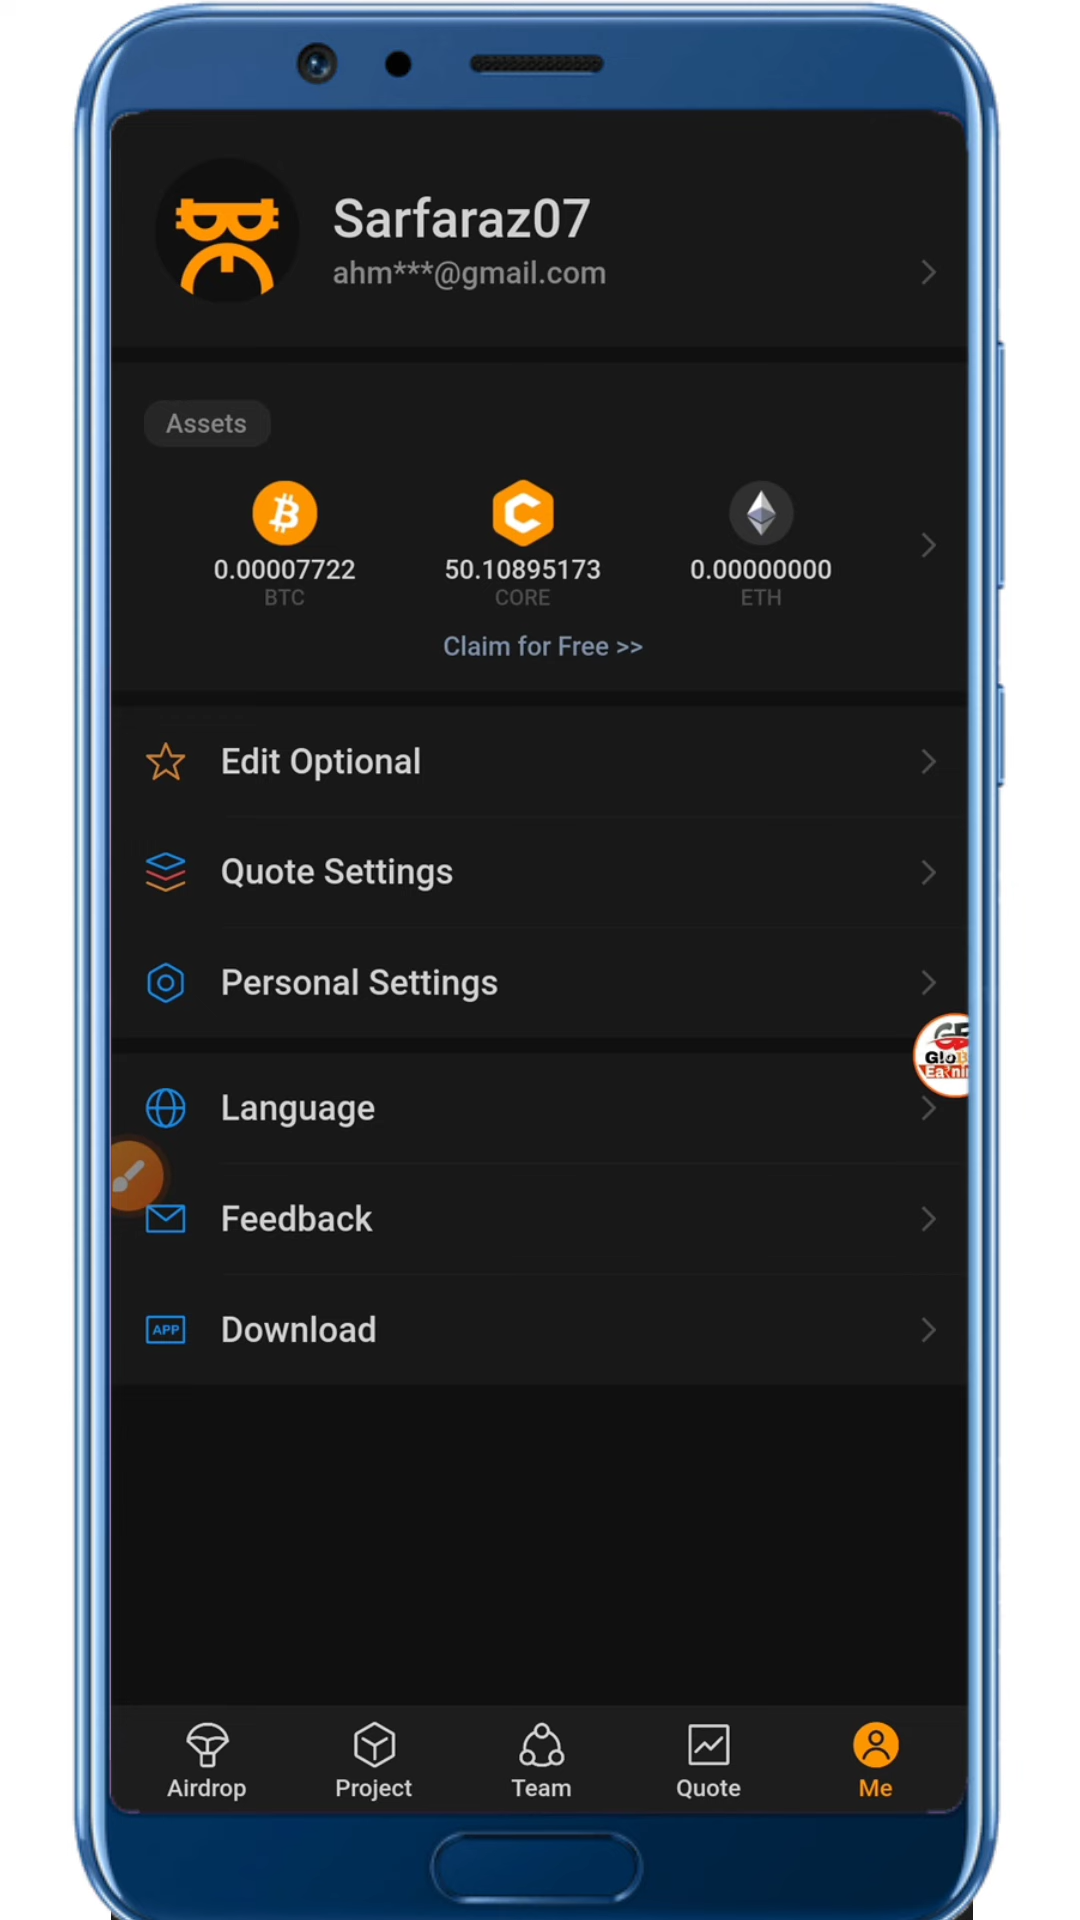 Sarfaraz07
ahm***@gmail.com
Assets
0.00007722
BTC
50.10895173
CORE
0.00000000
ETH
Claim for Free >>
Edit Optional
Quote Settings
Personal Settings
Language
Feedback
APP
Download
Airdrop
Project
Team
Quote
Me